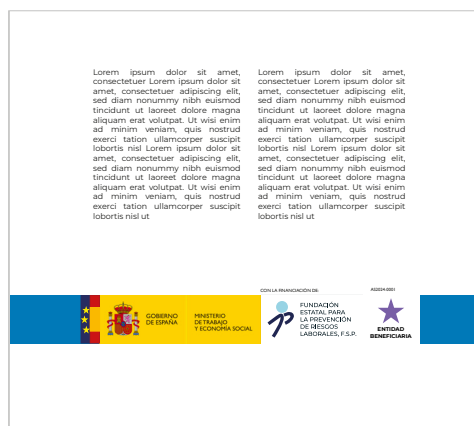 Lorem ipsum dolor sit amet,
consectetuer Lorem ipsum dolor sit
amet, consectetuer adipiscing elit,
sed diam nonummy nibh euismod
tincidunt ut laoreet dolore magna
aliquam erat volutpat. Ut wisi enim
ad minim veniam, quis nostrud
exerci tation ullamcorper suscipit
lobortis nisl Lorem ipsum dolor sit
amet, consectetuer adipiscing elit,
sed diam nonummy nibh euismod
tincidunt ut laoreet dolore magna
aliquam erat volutpat. Ut wisi enim
ad minim veniam, quis nostrud
exerci tation ullamcorper suscipit
lobortis nisl ut
Lorem ipsum dolor sit amet,
consectetuer Lorem ipsum dolor sit
amet, consectetuer adipiscing elit,
sed diam nonummy nibh euismod
tincidunt ut laoreet dolore magna
aliquam erat volutpat. Ut wisi enim
ad minim veniam, quis nostrud
exerci tation ullamcorper suscipit
lobortis nisl Lorem ipsum dolor sit
amet, consectetuer adipiscing elit,
sed diam nonummy nibh euismod
tincidunt ut laoreet dolore magna
aliquam erat volutpat. Ut wisi enim
ad minim veniam, quis nostrud
exerci tation ullamcorper suscipit
lobortis nisl ut
CON LA FINANCIACIÓN DE:
AS2024-0001
GOBIERNO
DE ESPAÑA
MINISTERIO
DE TRABAJO
Y ECONOMÍA SOCIAL
FUNDACIÓN
ESTATAL PARA
LA PREVENCIÓN
DE RIESGOS
LABORALES, F.S.P.
ENTIDAD
BENEFICIARIA